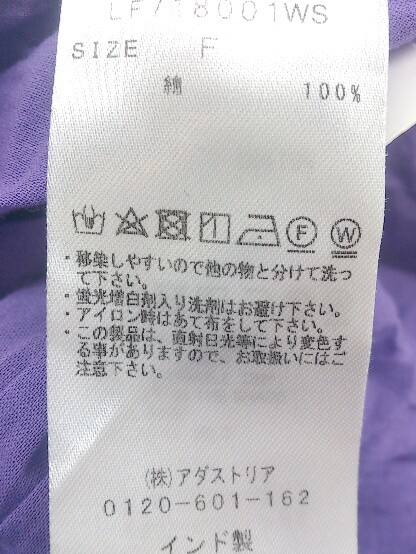 LF/18001WS
SIZE F
綿 100%
F W
・移染しやすいので他の物と分けて洗っ
て下さい。
・蛍光増白剤入り洗剤はお避け下さい。
・アイロン時はあて布をして下さい。
・この製品は、直射日光等により変色す
る事がありますので、お取扱いにはご
注意下さい。
(株)アダストリア
0120-601-162
インド製